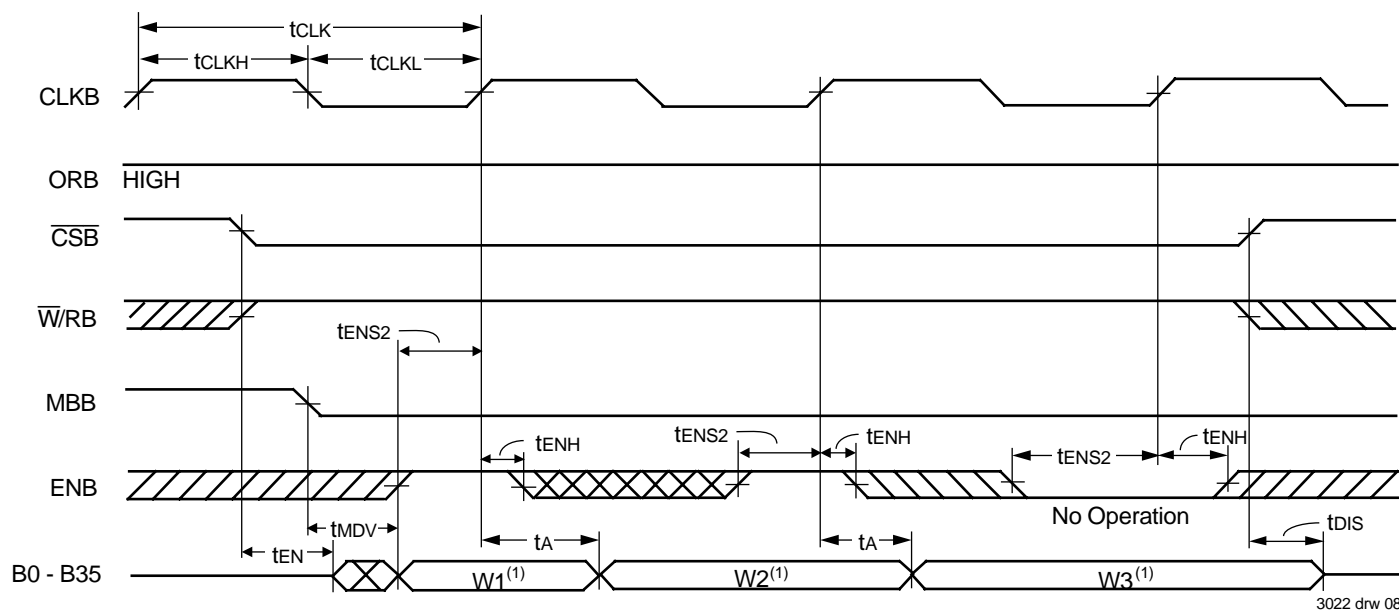 tCLK
tCLKH tCLKL
CLKB
ORB HIGH
CSB
W/RB
tENS2
MBB
tENH tENS2 tENH tENS2 tENH
ENB
No Operation
tMDV tDIS
tEN tA tA
B0 - B35 W1(1) W2(1) W3(1)
3022 drw 08